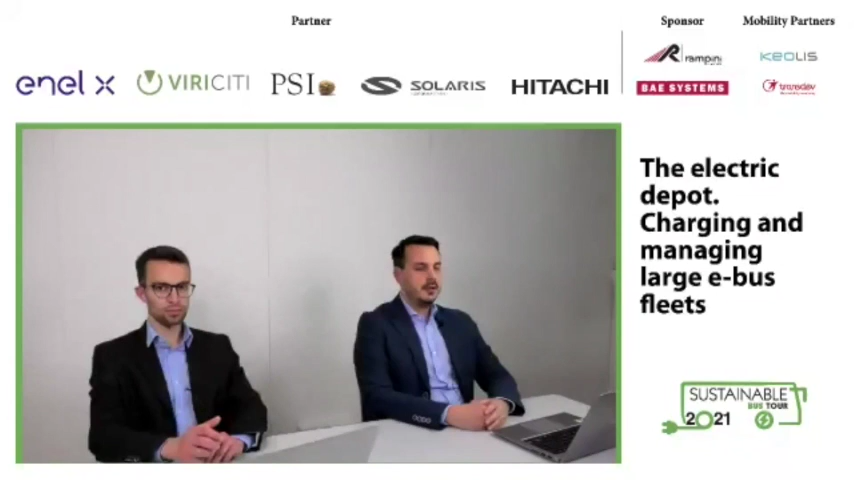 Partner
Sponsor
Mobility Partners
enel x
VIRICITI
PSI
SOLARIS
HITACHI
rampini
KEOLIS
BAE SYSTEMS
transdev
The electric
depot.
Charging and
managing
large e-bus
fleets
SUSTAINABLE
BUS TOUR
2021